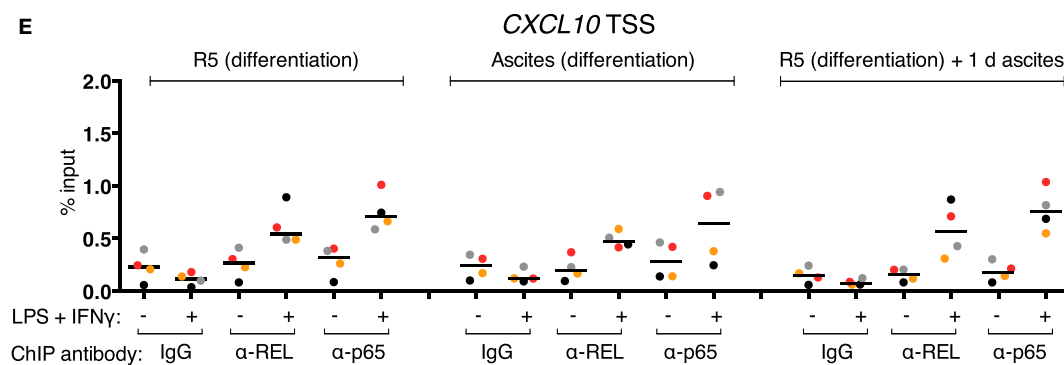 E
CXCL10 TSS
R5 (differentiation) Ascites (differentiation) R5 (differentiation) + 1 d ascites
% input
2.0
1.5
1.0
0.5
0.0
LPS + IFNγ: - + - + - + - + - + - + - + - + - +
ChIP antibody: IgG α-REL α-p65 IgG α-REL α-p65 IgG α-REL α-p65